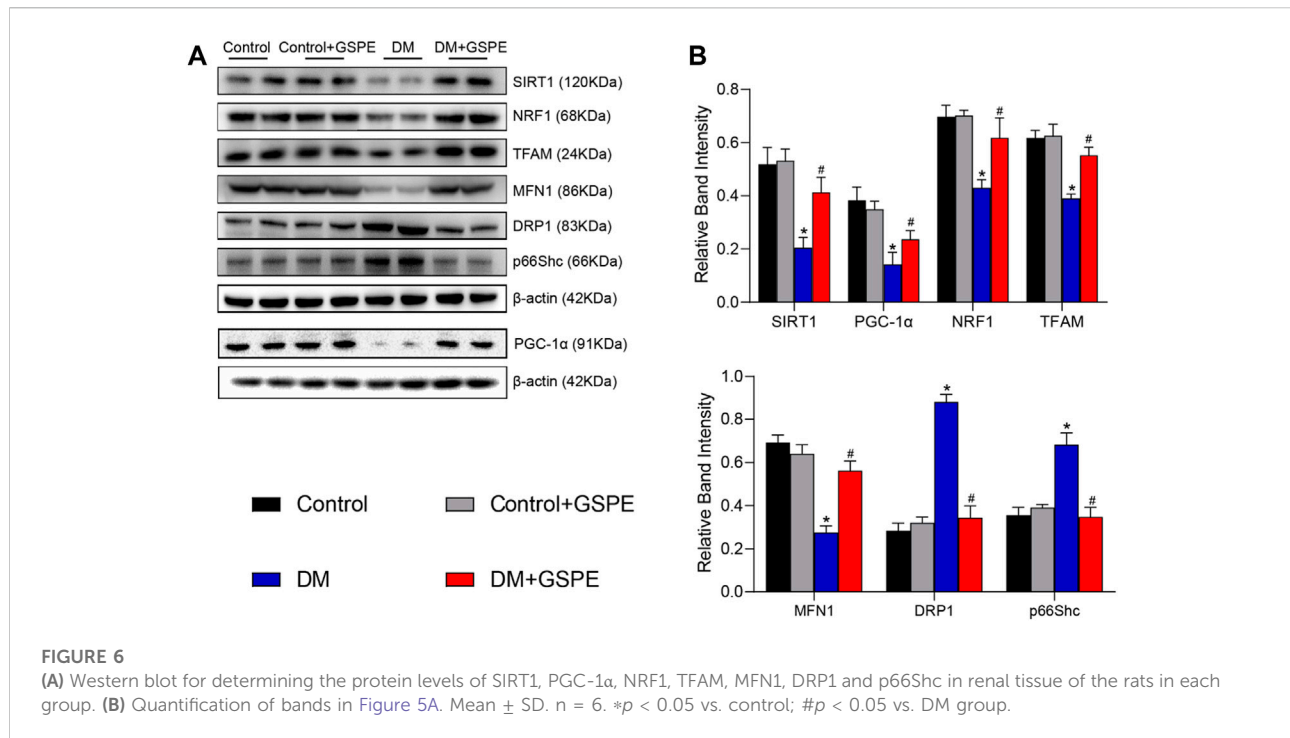 A
Control Control+GSPE DM DM+GSPE
SIRT1 (120KDa)
NRF1 (68KDa)
TFAM (24KDa)
MFN1 (86KDa)
DRP1 (83KDa)
p66Shc (66KDa)
β-actin (42KDa)
PGC-1α (91KDa)
β-actin (42KDa)
Control
Control+GSPE
DM
DM+GSPE
B
Relative Band Intensity
0.8
0.6
0.4
0.2
0.0
* # * # * # * #
SIRT1 PGC-1α NRF1 TFAM
Relative Band Intensity
1.0
0.8
0.6
0.4
0.2
0.0
* # * # * #
MFN1 DRP1 p66Shc
FIGURE 6
(A) Western blot for determining the protein levels of SIRT1, PGC-1α, NRF1, TFAM, MFN1, DRP1 and p66Shc in renal tissue of the rats in each
group. (B) Quantification of bands in Figure 5A. Mean ± SD. n = 6. *p < 0.05 vs. control; #p < 0.05 vs. DM group.